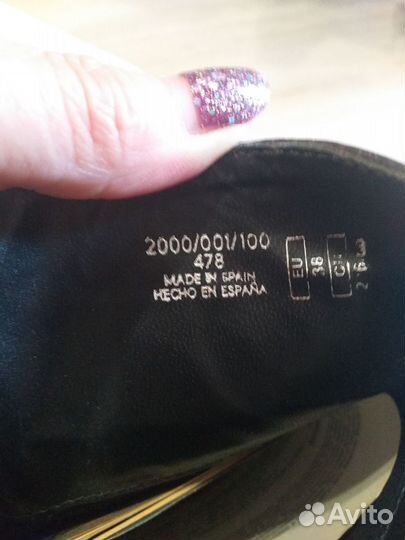 2000/001/100
478
MADE IN SPAIN
HECHO EN ESPAÑA
EU
38
Avito